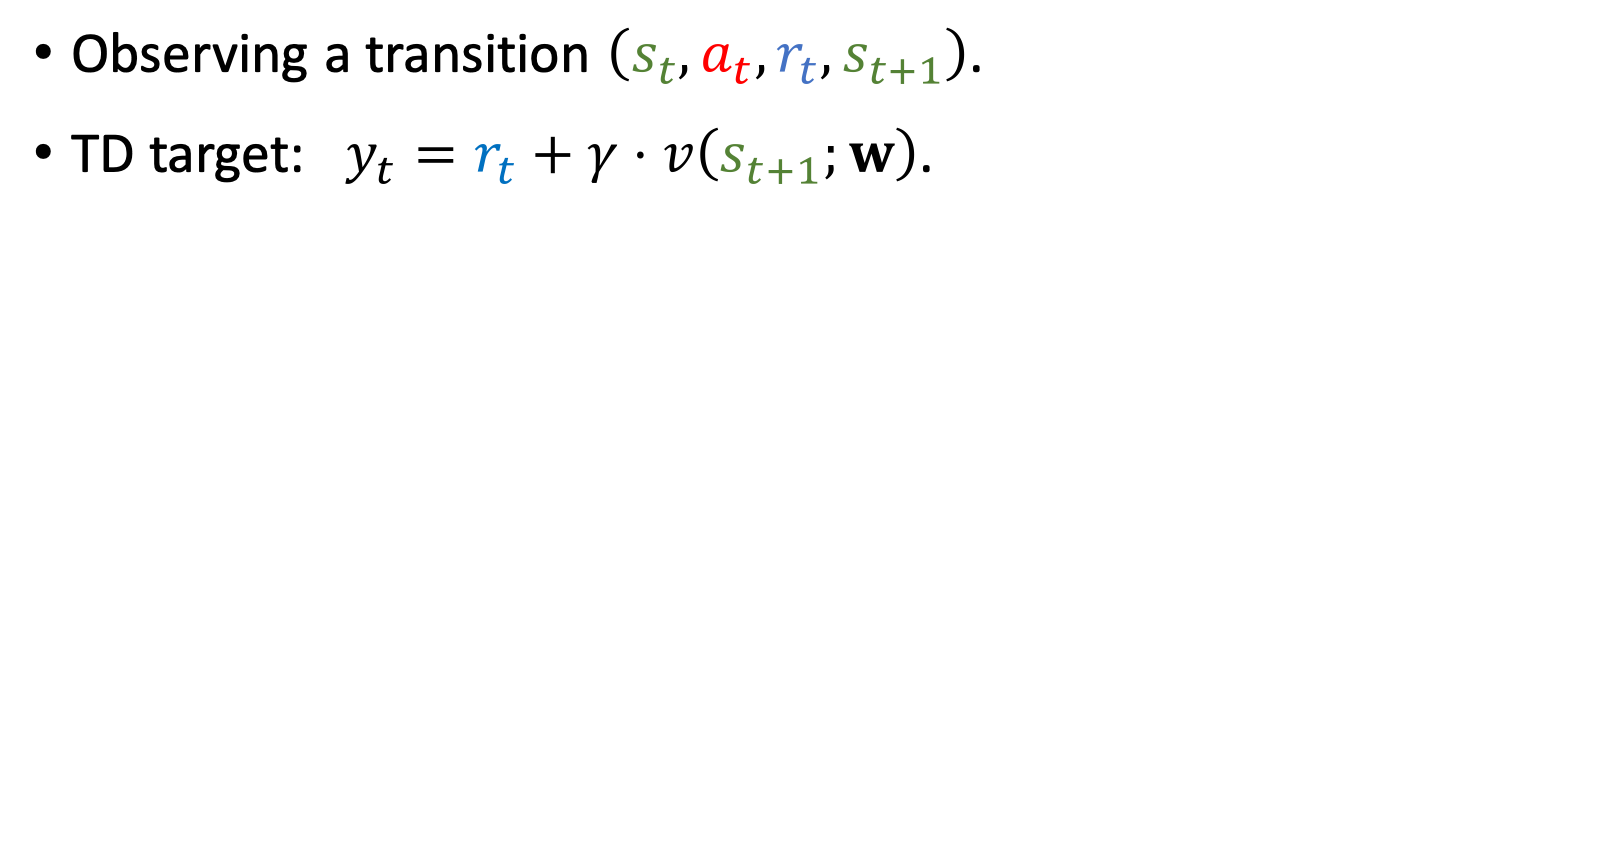 • Observing a transition (s_t, a_t, r_t, s_{t+1}).
• TD target: y_t = r_t + γ · v(s_{t+1}; **w**).